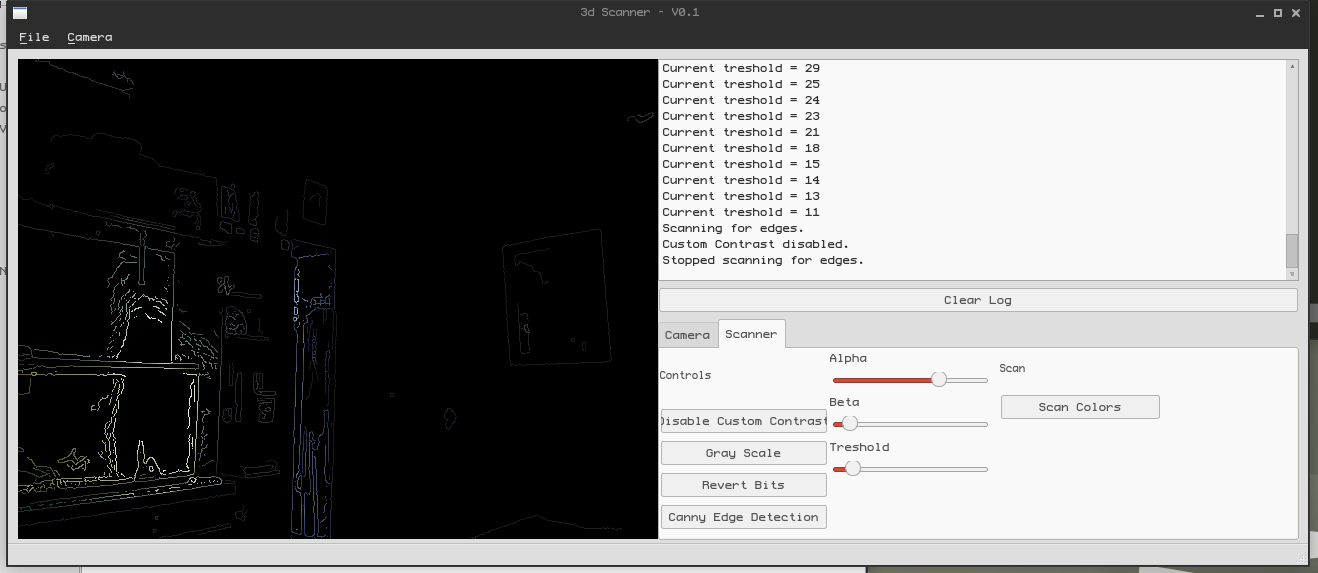 3d Scanner - V0.1
File Camera
Current treshold = 29
Current treshold = 25
Current treshold = 24
Current treshold = 23
Current treshold = 21
Current treshold = 18
Current treshold = 15
Current treshold = 14
Current treshold = 13
Current treshold = 11
Scanning for edges.
Custom Contrast disabled.
Stopped scanning for edges.
Clear Log
Camera Scanner
Controls
Disable Custom Contrast
Gray Scale
Revert Bits
Canny Edge Detection
Alpha
Beta
Treshold
Scan
Scan Colors